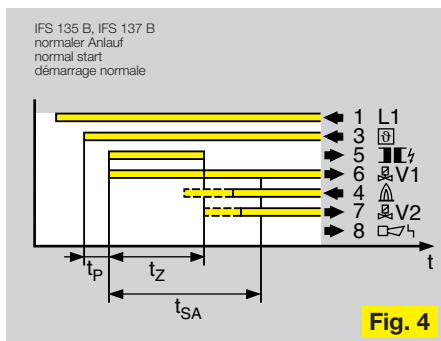 IFS 135 B, IFS 137 B
normaler Anlauf
normal start
démarrage normale
1 L1
3 ϑ
5
6 V1
4
7 V2
8
t
tP tZ
tSA
Fig. 4